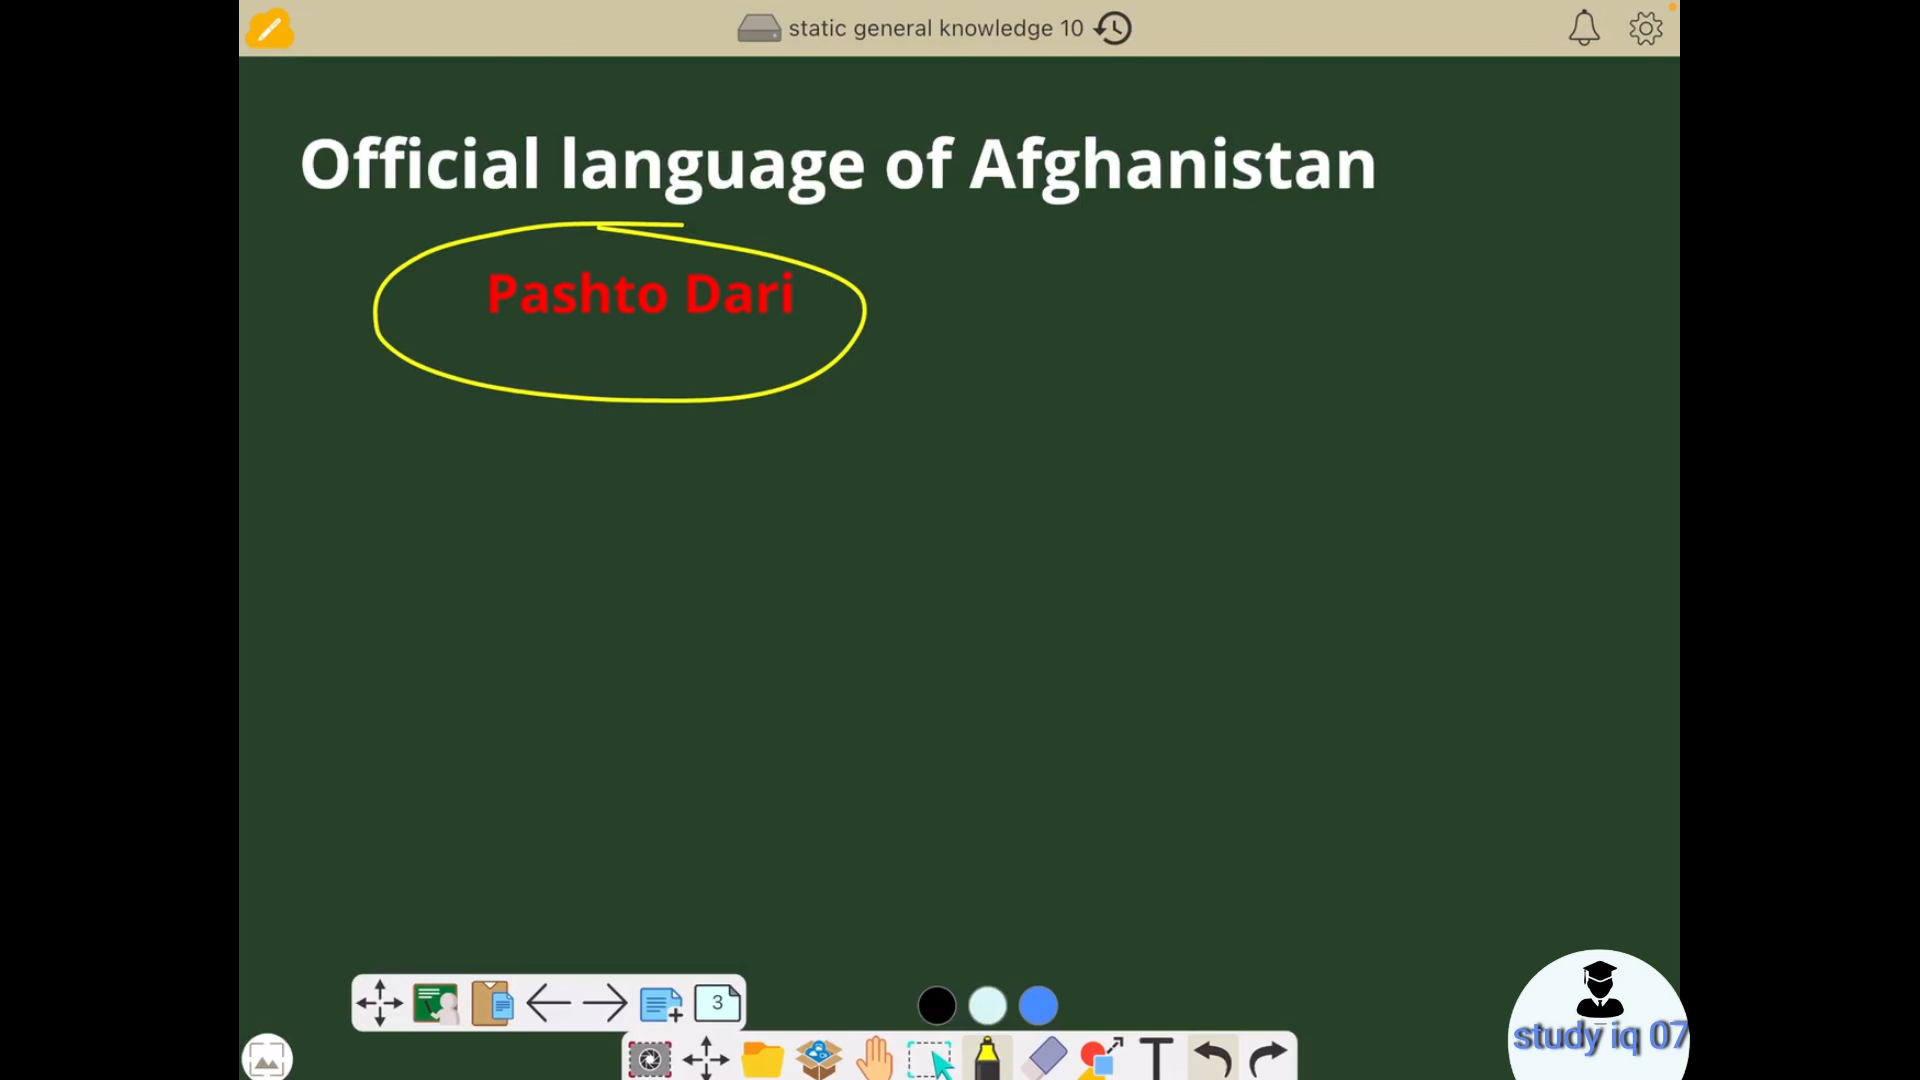 static general knowledge 10
Official language of Afghanistan
Pashto Dari
3
T
study iq 07